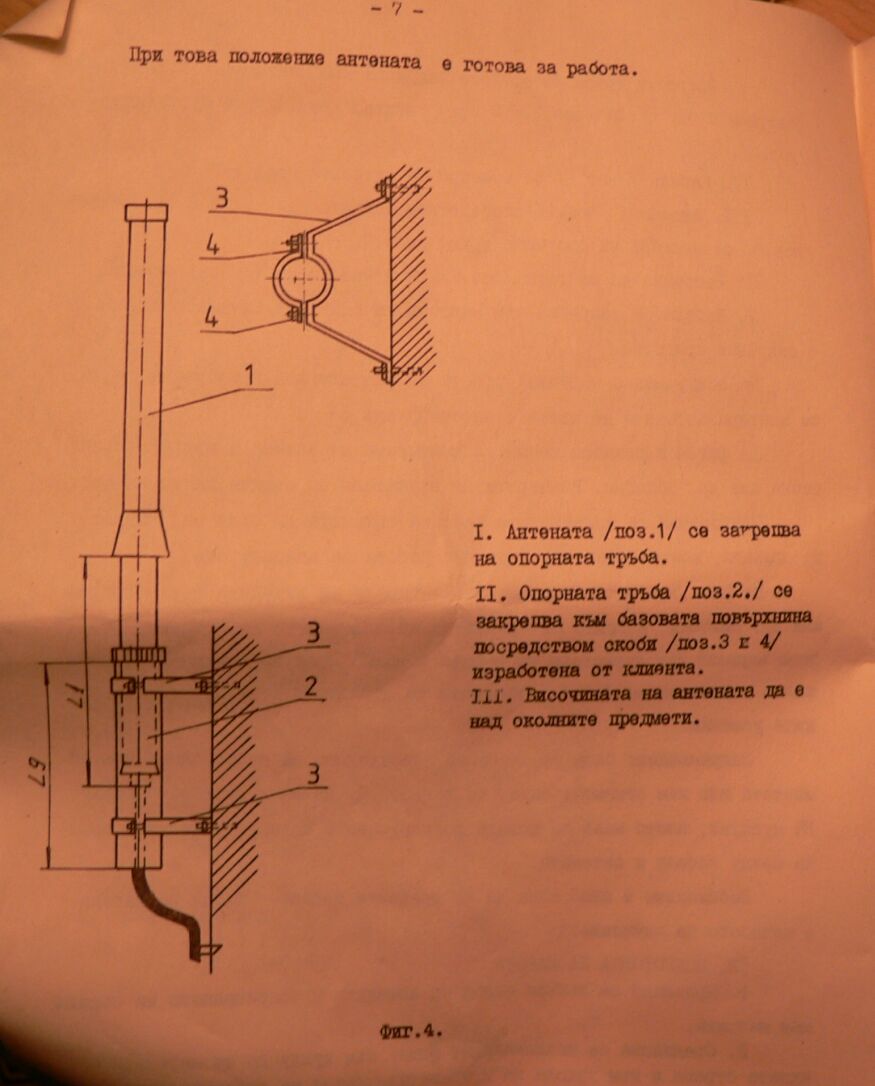 - 7 -
При това положение антената е готова за работа.
3
4
4
1
I. Антената /поз.1/ се закрепва
на опорната тръба.
II. Опорната тръба /поз.2./ се
закрепва към базовата повърхнина
посредством скоби /поз.3 и 4/
изработена от клиента.
III. Височината на антената да е
над околните предмети.
3
2
3
L1
L9
Фиг.4.